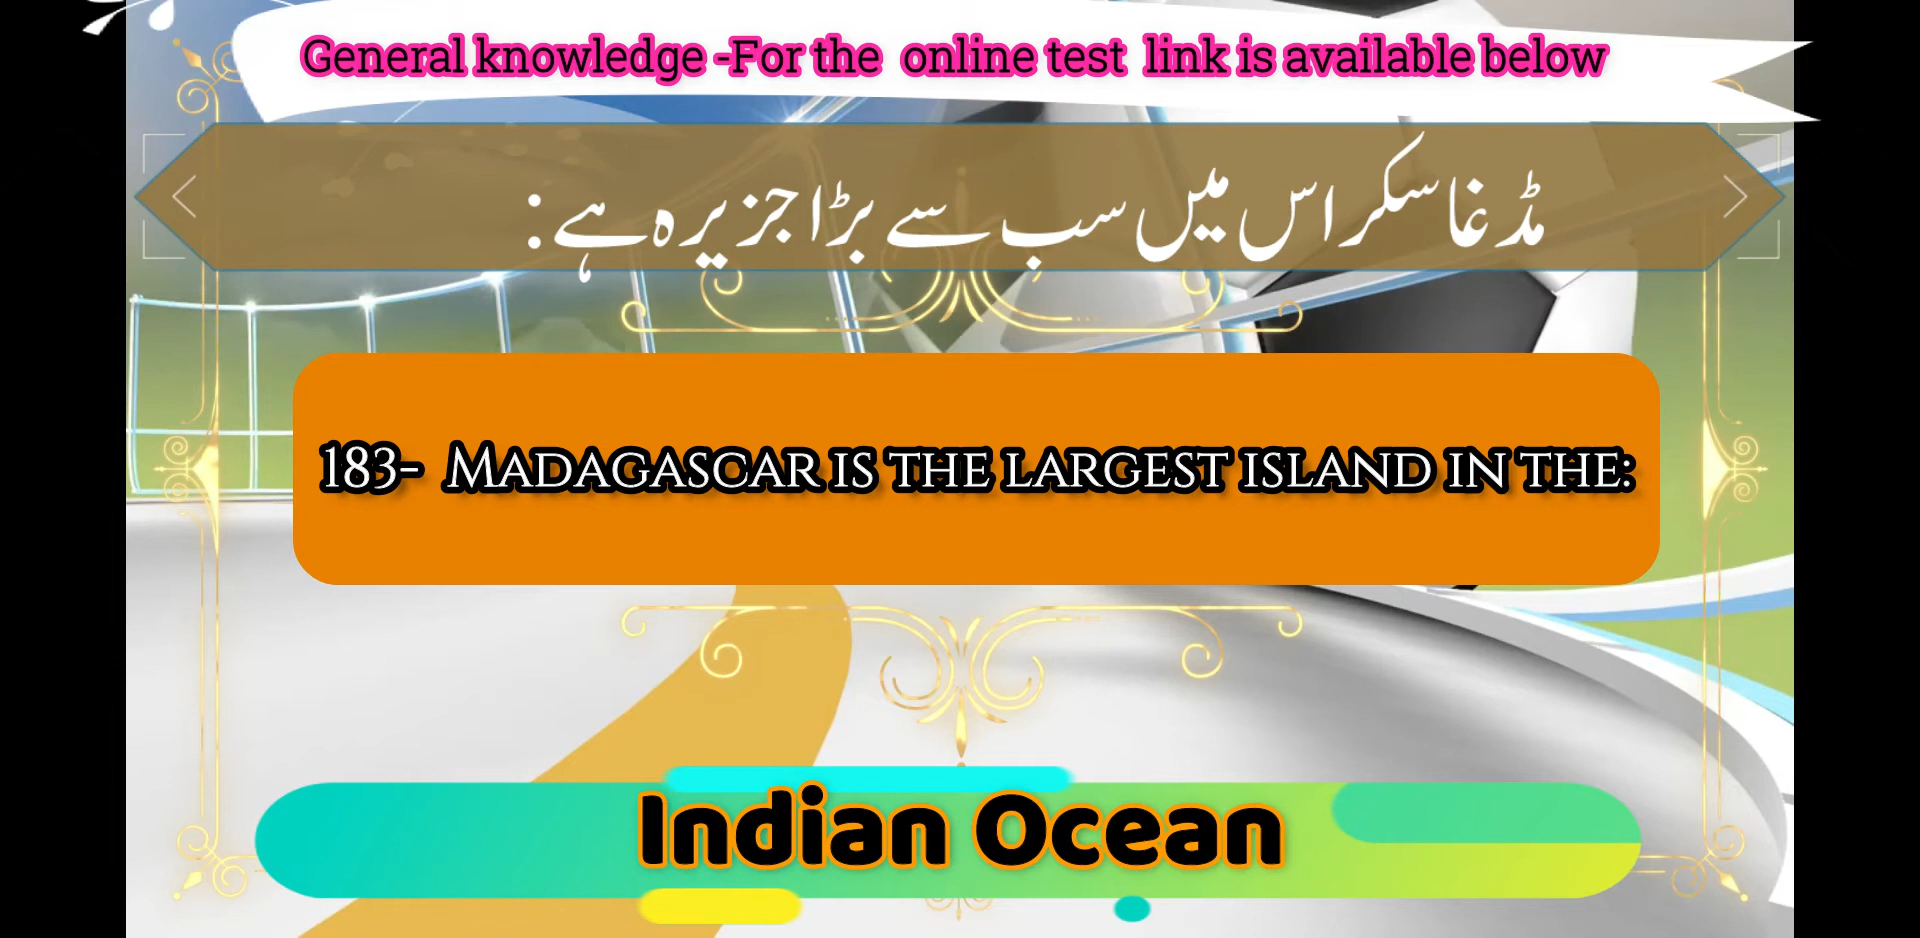 General knowledge -For the online test link is available below
مڈغاسکر اس میں سب سے بڑا جزیرہ ہے :
183- Madagascar is the largest island in the:
Indian Ocean